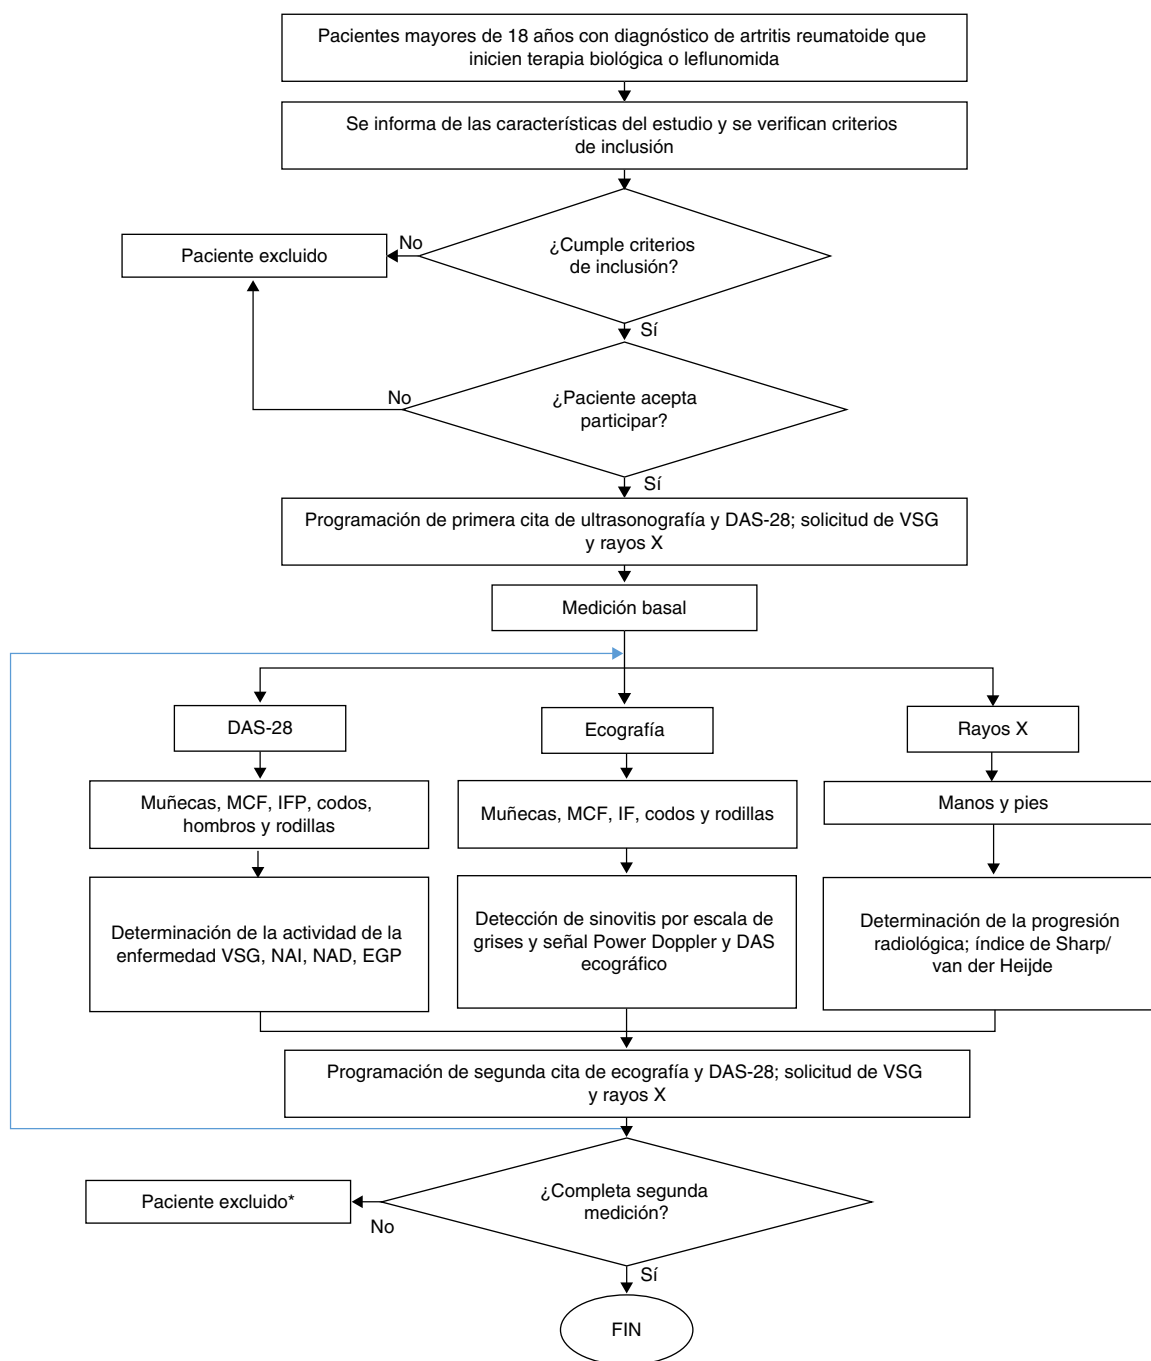 Pacientes mayores de 18 años con diagnóstico de artritis reumatoide que
inicien terapia biológica o leflunomida
Se informa de las características del estudio y se verifican criterios
de inclusión
¿Cumple criterios
de inclusión?
No
Paciente excluido
Sí
¿Paciente acepta
participar?
No
Sí
Programación de primera cita de ultrasonografía y DAS-28; solicitud de VSG
y rayos X
Medición basal
DAS-28
Ecografía
Rayos X
Muñecas, MCF, IFP, codos,
hombros y rodillas
Muñecas, MCF, IF, codos y rodillas
Manos y pies
Determinación de la actividad de la
enfermedad VSG, NAI, NAD, EGP
Detección de sinovitis por escala de
grises y señal Power Doppler y DAS
ecográfico
Determinación de la progresión
radiológica; índice de Sharp/
van der Heijde
Programación de segunda cita de ecografía y DAS-28; solicitud de VSG
y rayos X
¿Completa segunda
medición?
Paciente excluido*
No
Sí
FIN